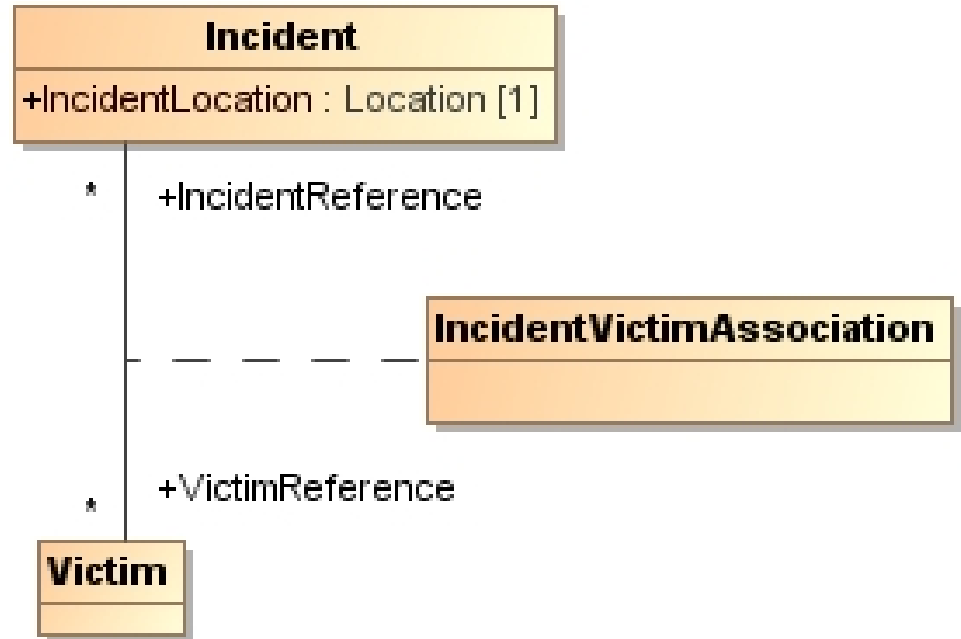 Incident
+IncidentLocation : Location [1]
*
+IncidentReference
IncidentVictimAssociation
+VictimReference
*
Victim